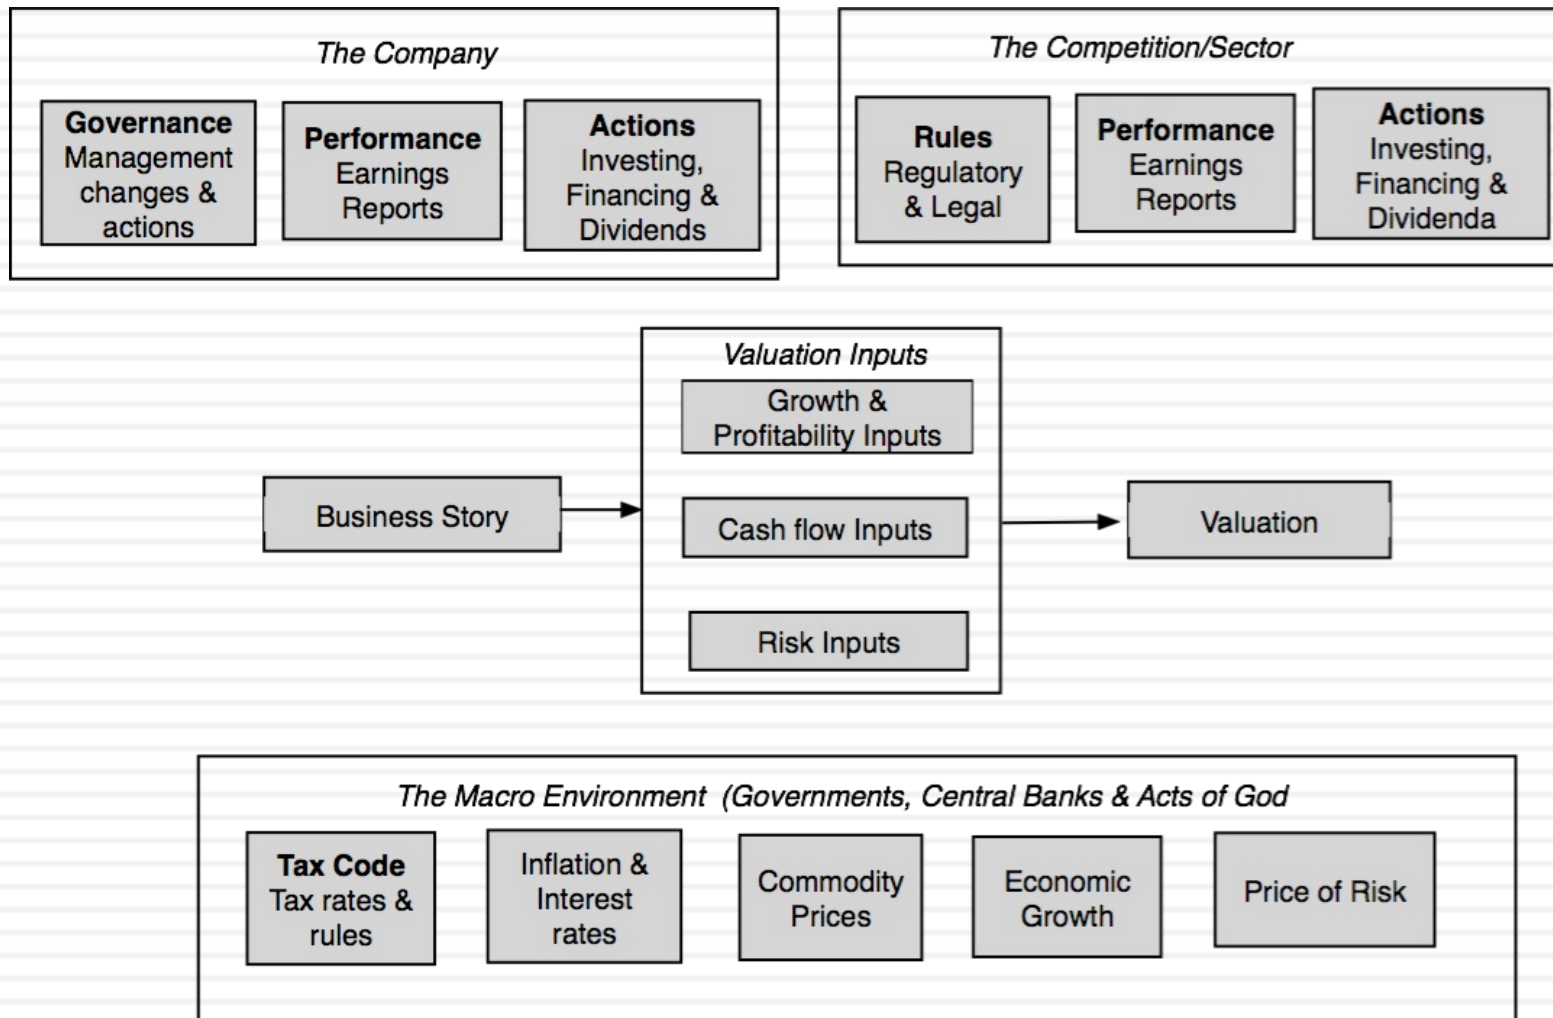 The Company
Governance
Management
changes &
actions
Performance
Earnings
Reports
Actions
Investing,
Financing &
Dividends
The Competition/Sector
Rules
Regulatory
& Legal
Performance
Earnings
Reports
Actions
Investing,
Financing &
Dividenda
Business Story
Valuation Inputs
Growth &
Profitability Inputs
Cash flow Inputs
Risk Inputs
Valuation
The Macro Environment  (Governments, Central Banks & Acts of God
Tax Code
Tax rates &
rules
Inflation &
Interest
rates
Commodity
Prices
Economic
Growth
Price of Risk